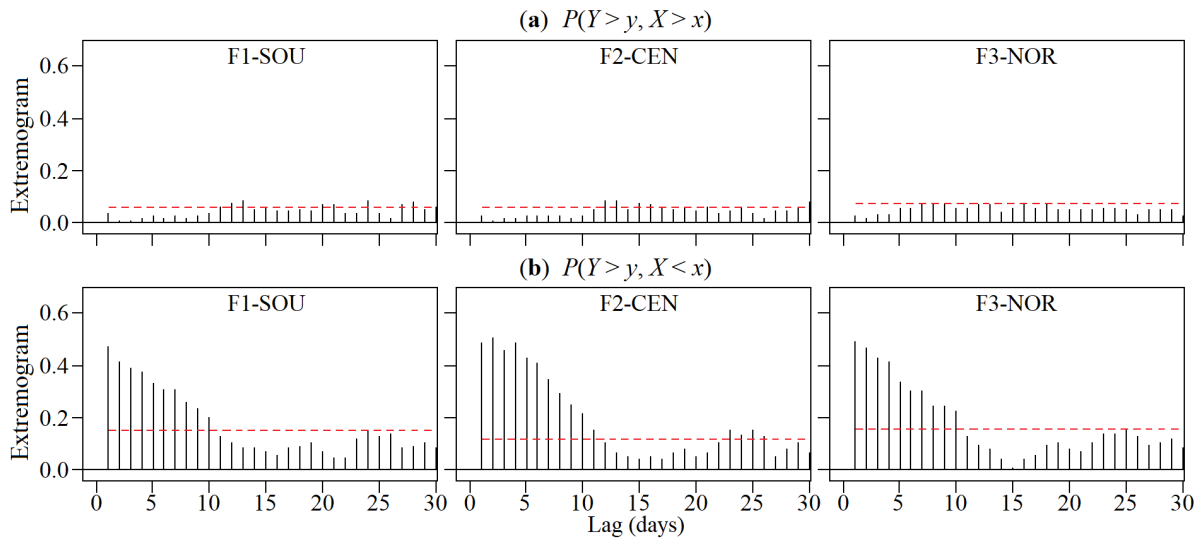 (a) P(Y > y, X > x)
F1-SOU F2-CEN F3-NOR
Extremogram
0.6
0.4
0.2
0.0
(b) P(Y > y, X < x)
F1-SOU F2-CEN F3-NOR
Extremogram
0.6
0.4
0.2
0.0
0 5 10 15 20 25 30 0 5 10 15 20 25 30 0 5 10 15 20 25 30
Lag (days)